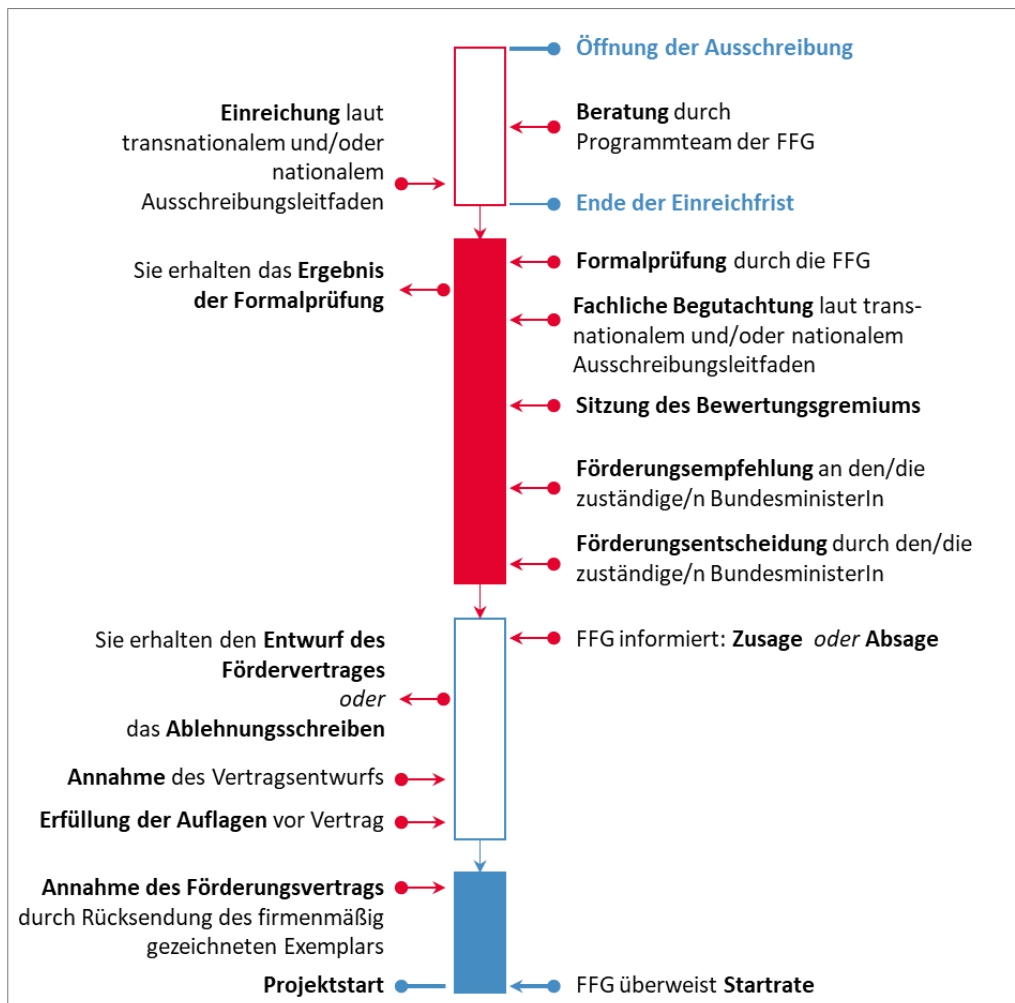 Öffnung der Ausschreibung
Einreichung laut
transnationalem und/oder
nationalem
Ausschreibungsleitfaden
Beratung durch
Programmteam der FFG
Ende der Einreichfrist
Formalprüfung durch die FFG
Sie erhalten das Ergebnis
der Formalprüfung
Fachliche Begutachtung laut trans-
nationalem und/oder nationalem
Ausschreibungsleitfaden
Sitzung des Bewertungsgremiums
Förderungsempfehlung an den/die
zuständige/n BundesministerIn
Förderungsentscheidung durch den/die
zuständige/n BundesministerIn
FFG informiert: Zusage oder Absage
Sie erhalten den Entwurf des
Fördervertrages
oder
das Ablehnungsschreiben
Annahme des Vertragsentwurfs
Erfüllung der Auflagen vor Vertrag
Annahme des Förderungsvertrags
durch Rücksendung des firmenmäßig
gezeichneten Exemplars
Projektstart
FFG überweist Startrate